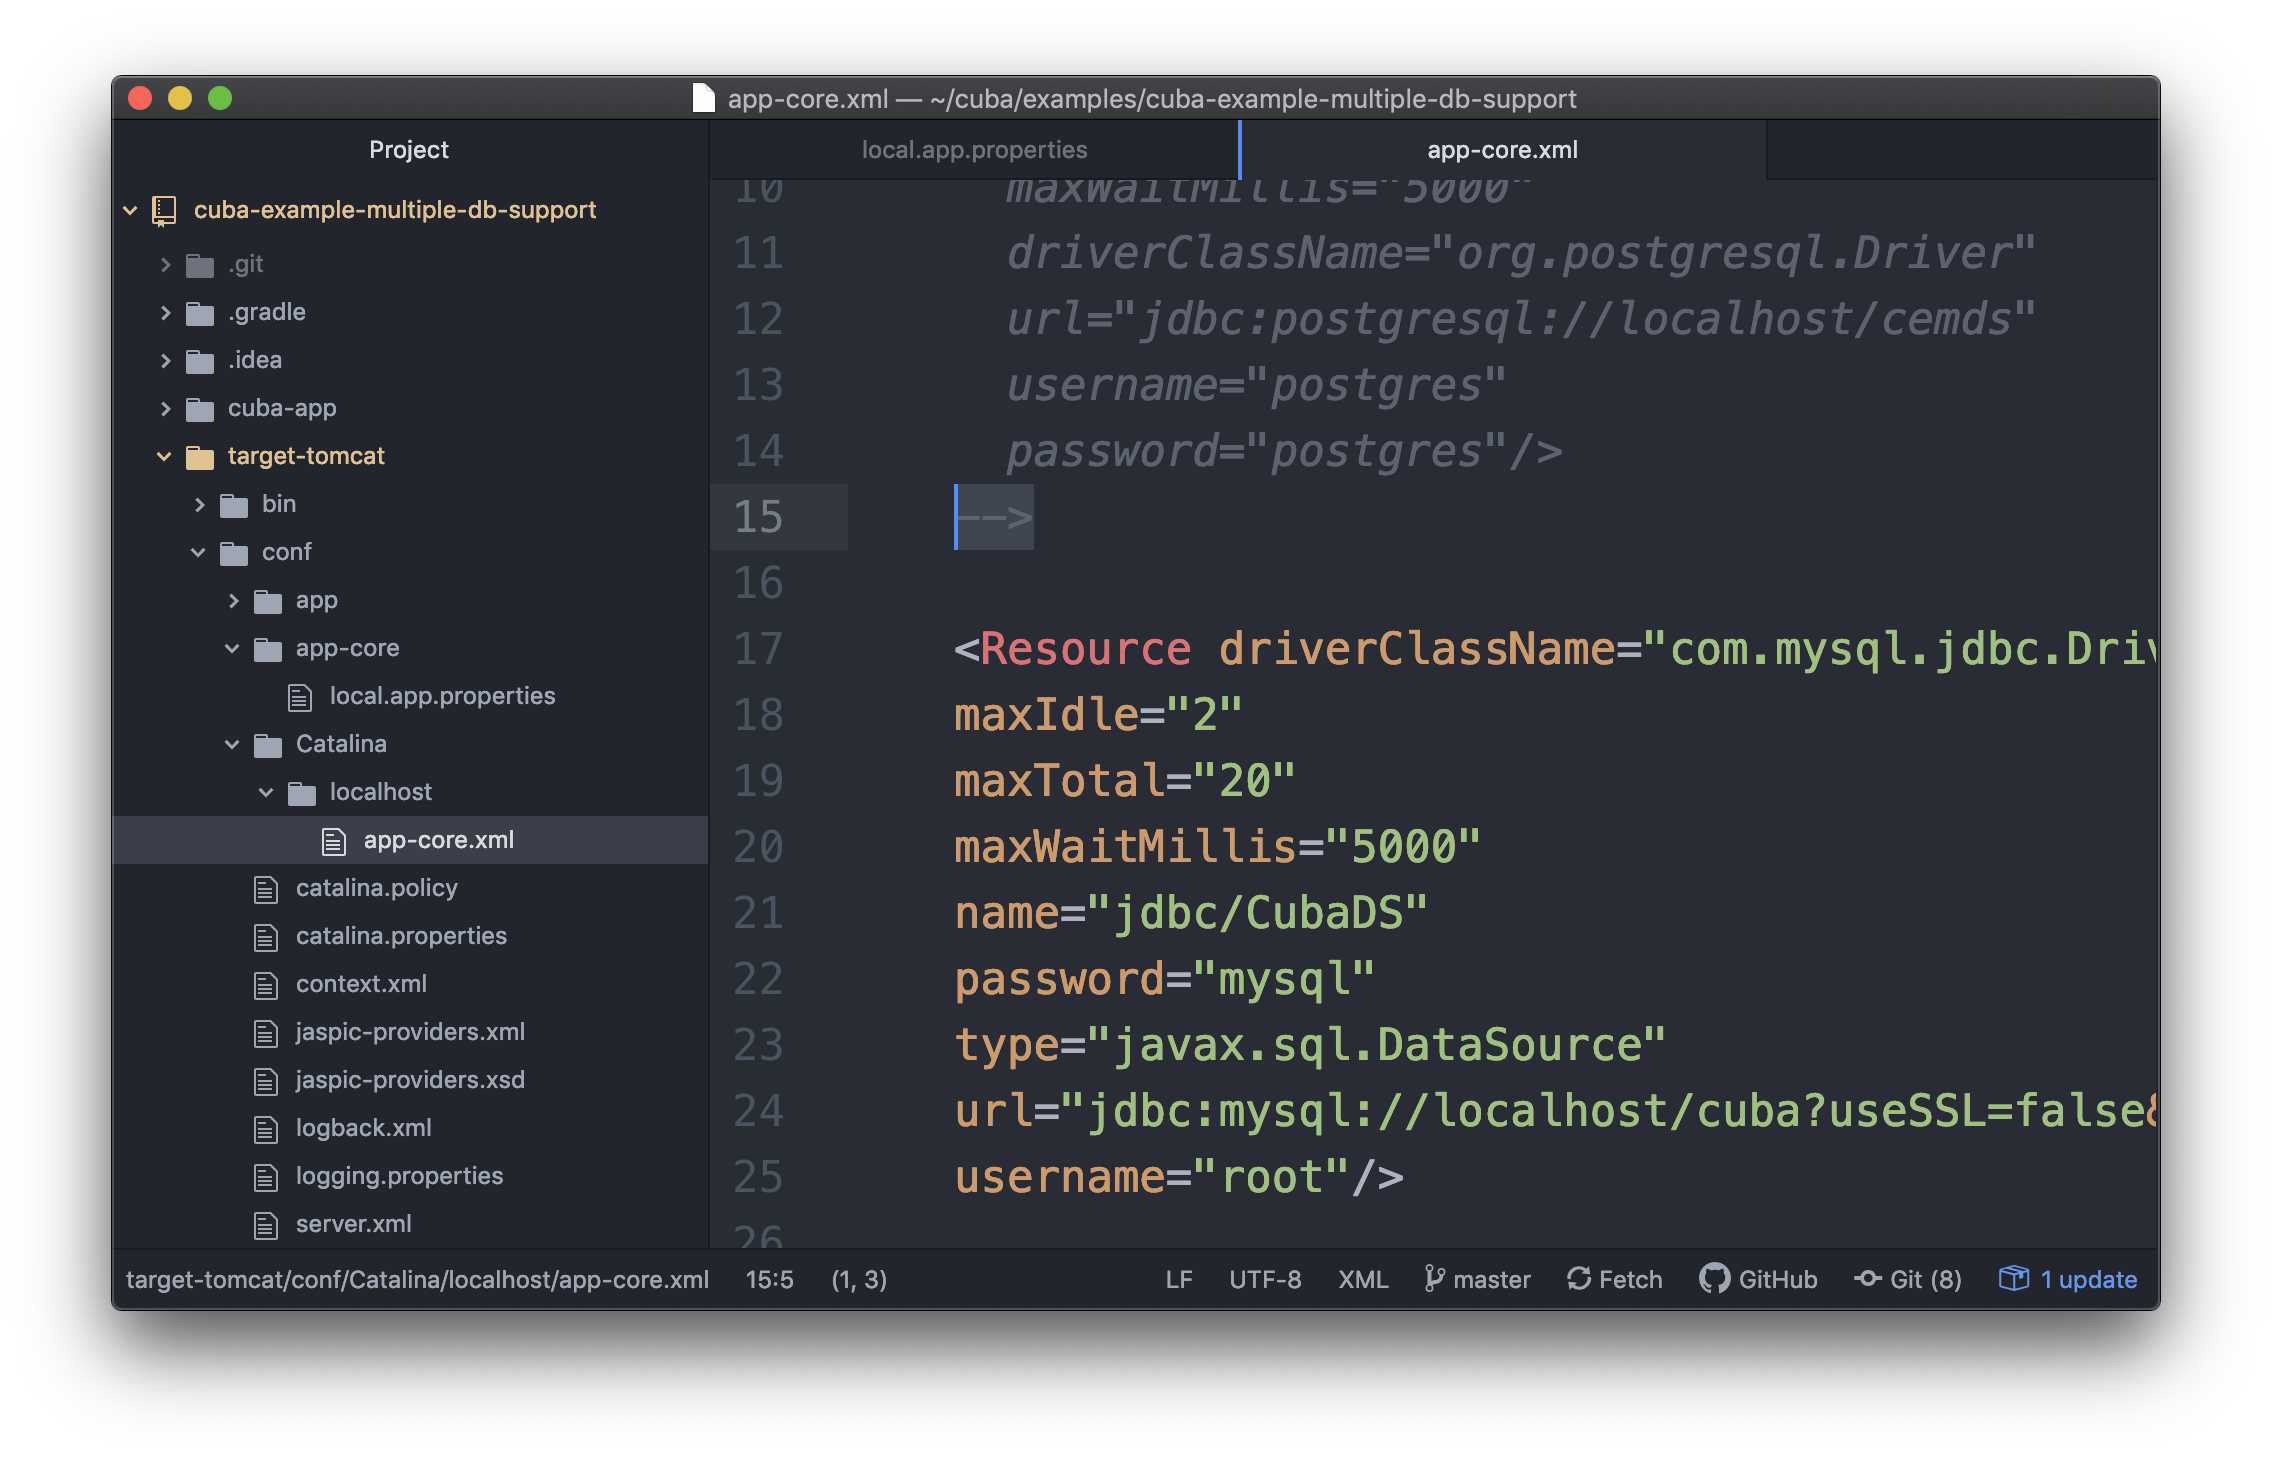 app-core.xml — ~/cuba/examples/cuba-example-multiple-db-support
Project
cuba-example-multiple-db-support
.git
.gradle
.idea
cuba-app
target-tomcat
bin
conf
app
app-core
local.app.properties
Catalina
localhost
app-core.xml
catalina.policy
catalina.properties
context.xml
jaspic-providers.xml
jaspic-providers.xsd
logback.xml
logging.properties
server.xml
local.app.properties
app-core.xml
10 maxWaitMillis="5000"
11 driverClassName="org.postgresql.Driver"
12 url="jdbc:postgresql://localhost/cemds"
13 username="postgres"
14 password="postgres"/>
15 -->
16
17 <Resource driverClassName="com.mysql.jdbc.Driv
18 maxIdle="2"
19 maxTotal="20"
20 maxWaitMillis="5000"
21 name="jdbc/CubaDS"
22 password="mysql"
23 type="javax.sql.DataSource"
24 url="jdbc:mysql://localhost/cuba?useSSL=false&
25 username="root"/>
26
target-tomcat/conf/Catalina/localhost/app-core.xml 15:5 (1, 3) LF UTF-8 XML master Fetch GitHub Git (8) 1 update